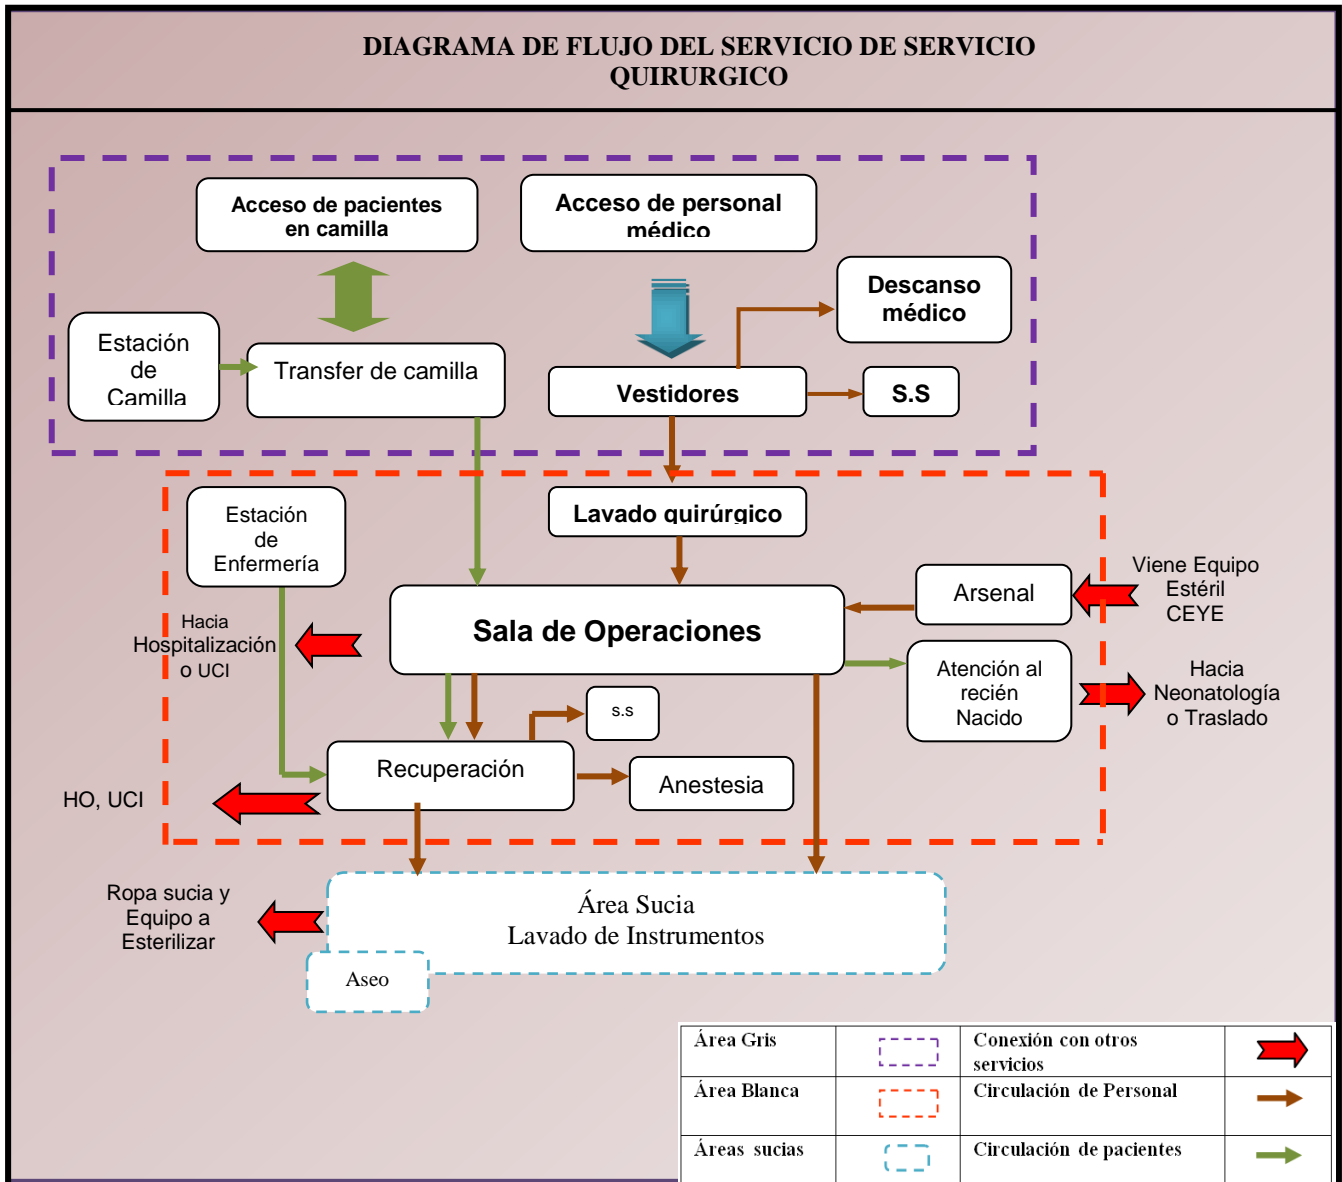 DIAGRAMA DE FLUJO DEL SERVICIO DE SERVICIO
QUIRURGICO
Acceso de pacientes
en camilla
Acceso de personal
médico
Descanso
médico
Estación
de
Camilla
Transfer de camilla
Vestidores
S.S
Estación
de
Enfermería
Lavado quirúrgico
Viene Equipo
Estéril
CEYE
Arsenal
Sala de Operaciones
Hacia
Hospitalización
o UCI
Atención al
recién
Nacido
Hacia
Neonatología
o Traslado
s.s
Recuperación
Anestesia
HO, UCI
Ropa sucia y
Equipo a
Esterilizar
Área Sucia
Lavado de Instrumentos
Aseo
Área Gris
Conexión con otros
servicios
Área Blanca
Circulación de Personal
Áreas sucias
Circulación de pacientes